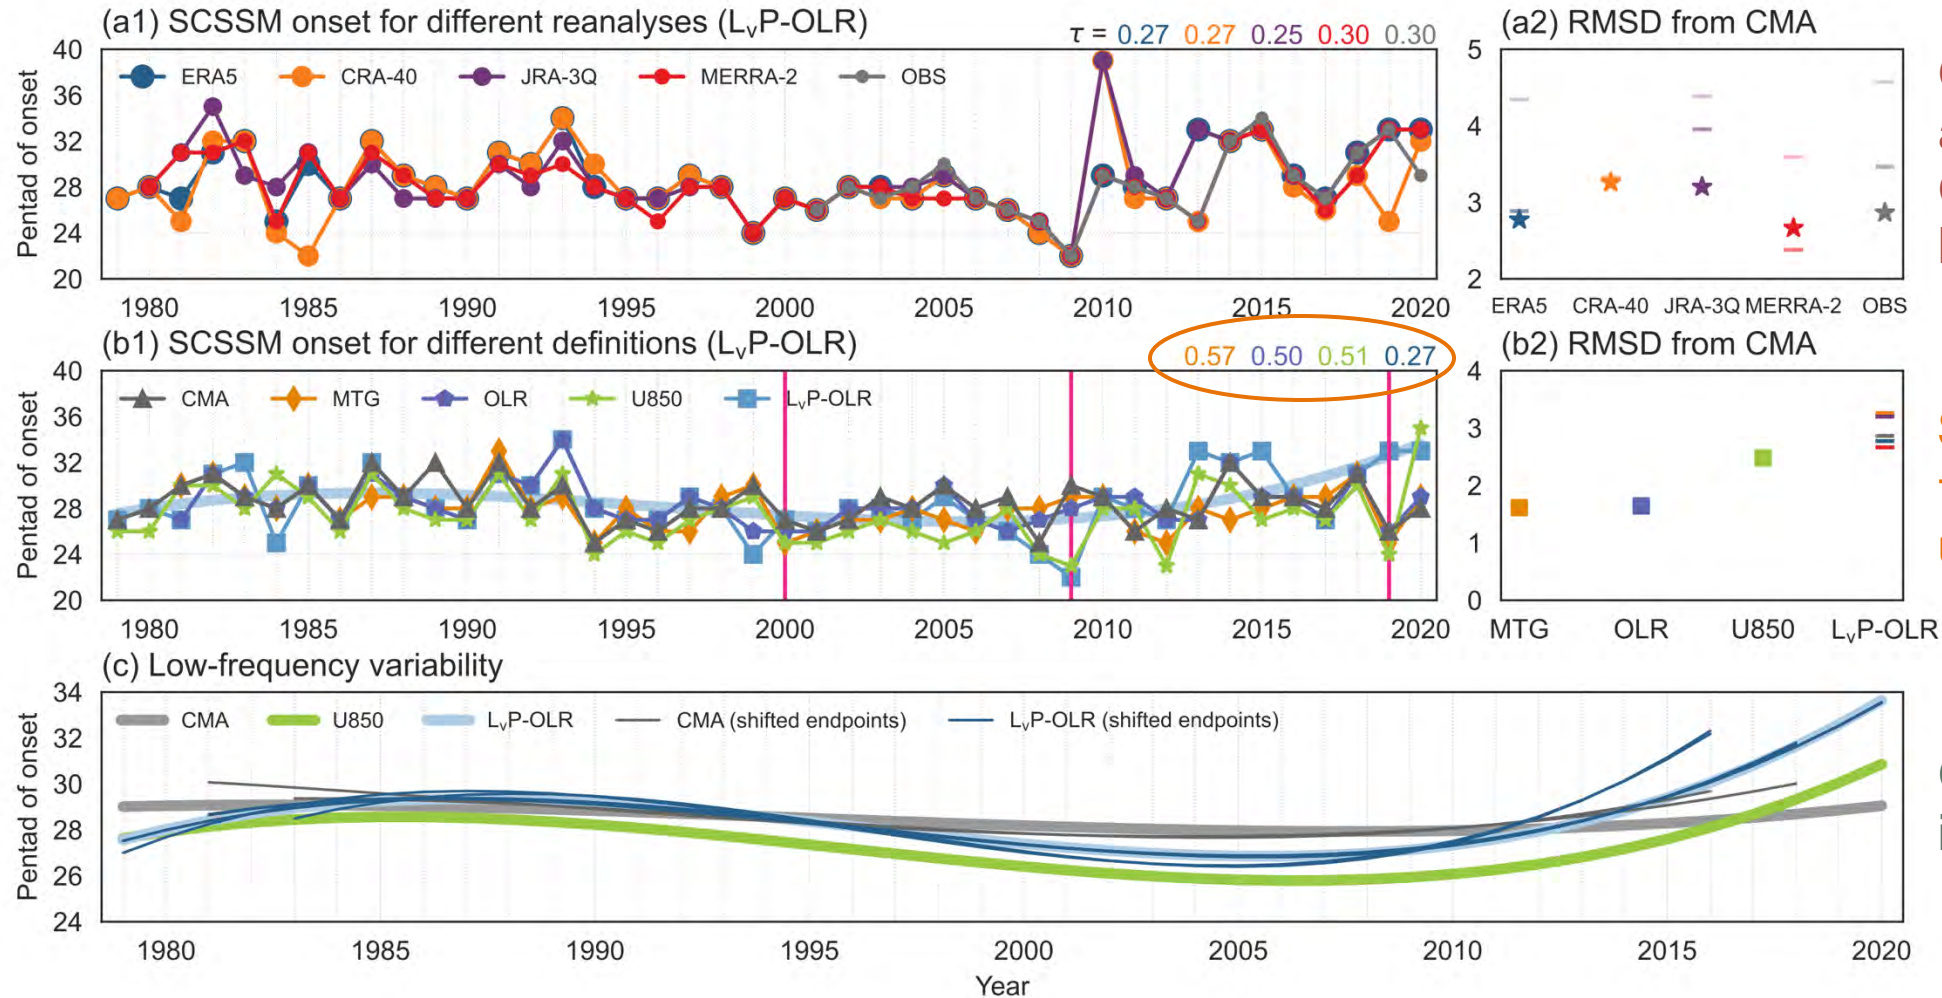 (a1) SCSSM onset for different reanalyses (LᵥP-OLR)
τ = 0.27 0.27 0.25 0.30 0.30
(a2) RMSD from CMA
Pentad of onset
40
36
32
28
24
20
ERA5 CRA-40 JRA-3Q MERRA-2 OBS
1980 1985 1990 1995 2000 2005 2010 2015 2020
5
4
3
2
ERA5 CRA-40 JRA-3Q MERRA-2 OBS
(b1) SCSSM onset for different definitions (LᵥP-OLR)
0.57 0.50 0.51 0.27
(b2) RMSD from CMA
Pentad of onset
40
36
32
28
24
20
CMA MTG OLR U850 LᵥP-OLR
1980 1985 1990 1995 2000 2005 2010 2015 2020
4
3
2
1
0
MTG OLR U850 LᵥP-OLR
(c) Low-frequency variability
Pentad of onset
34
32
30
28
26
24
CMA U850 LᵥP-OLR CMA (shifted endpoints) LᵥP-OLR (shifted endpoints)
1980 1985 1990 1995 2000 2005 2010 2015 2020
Year